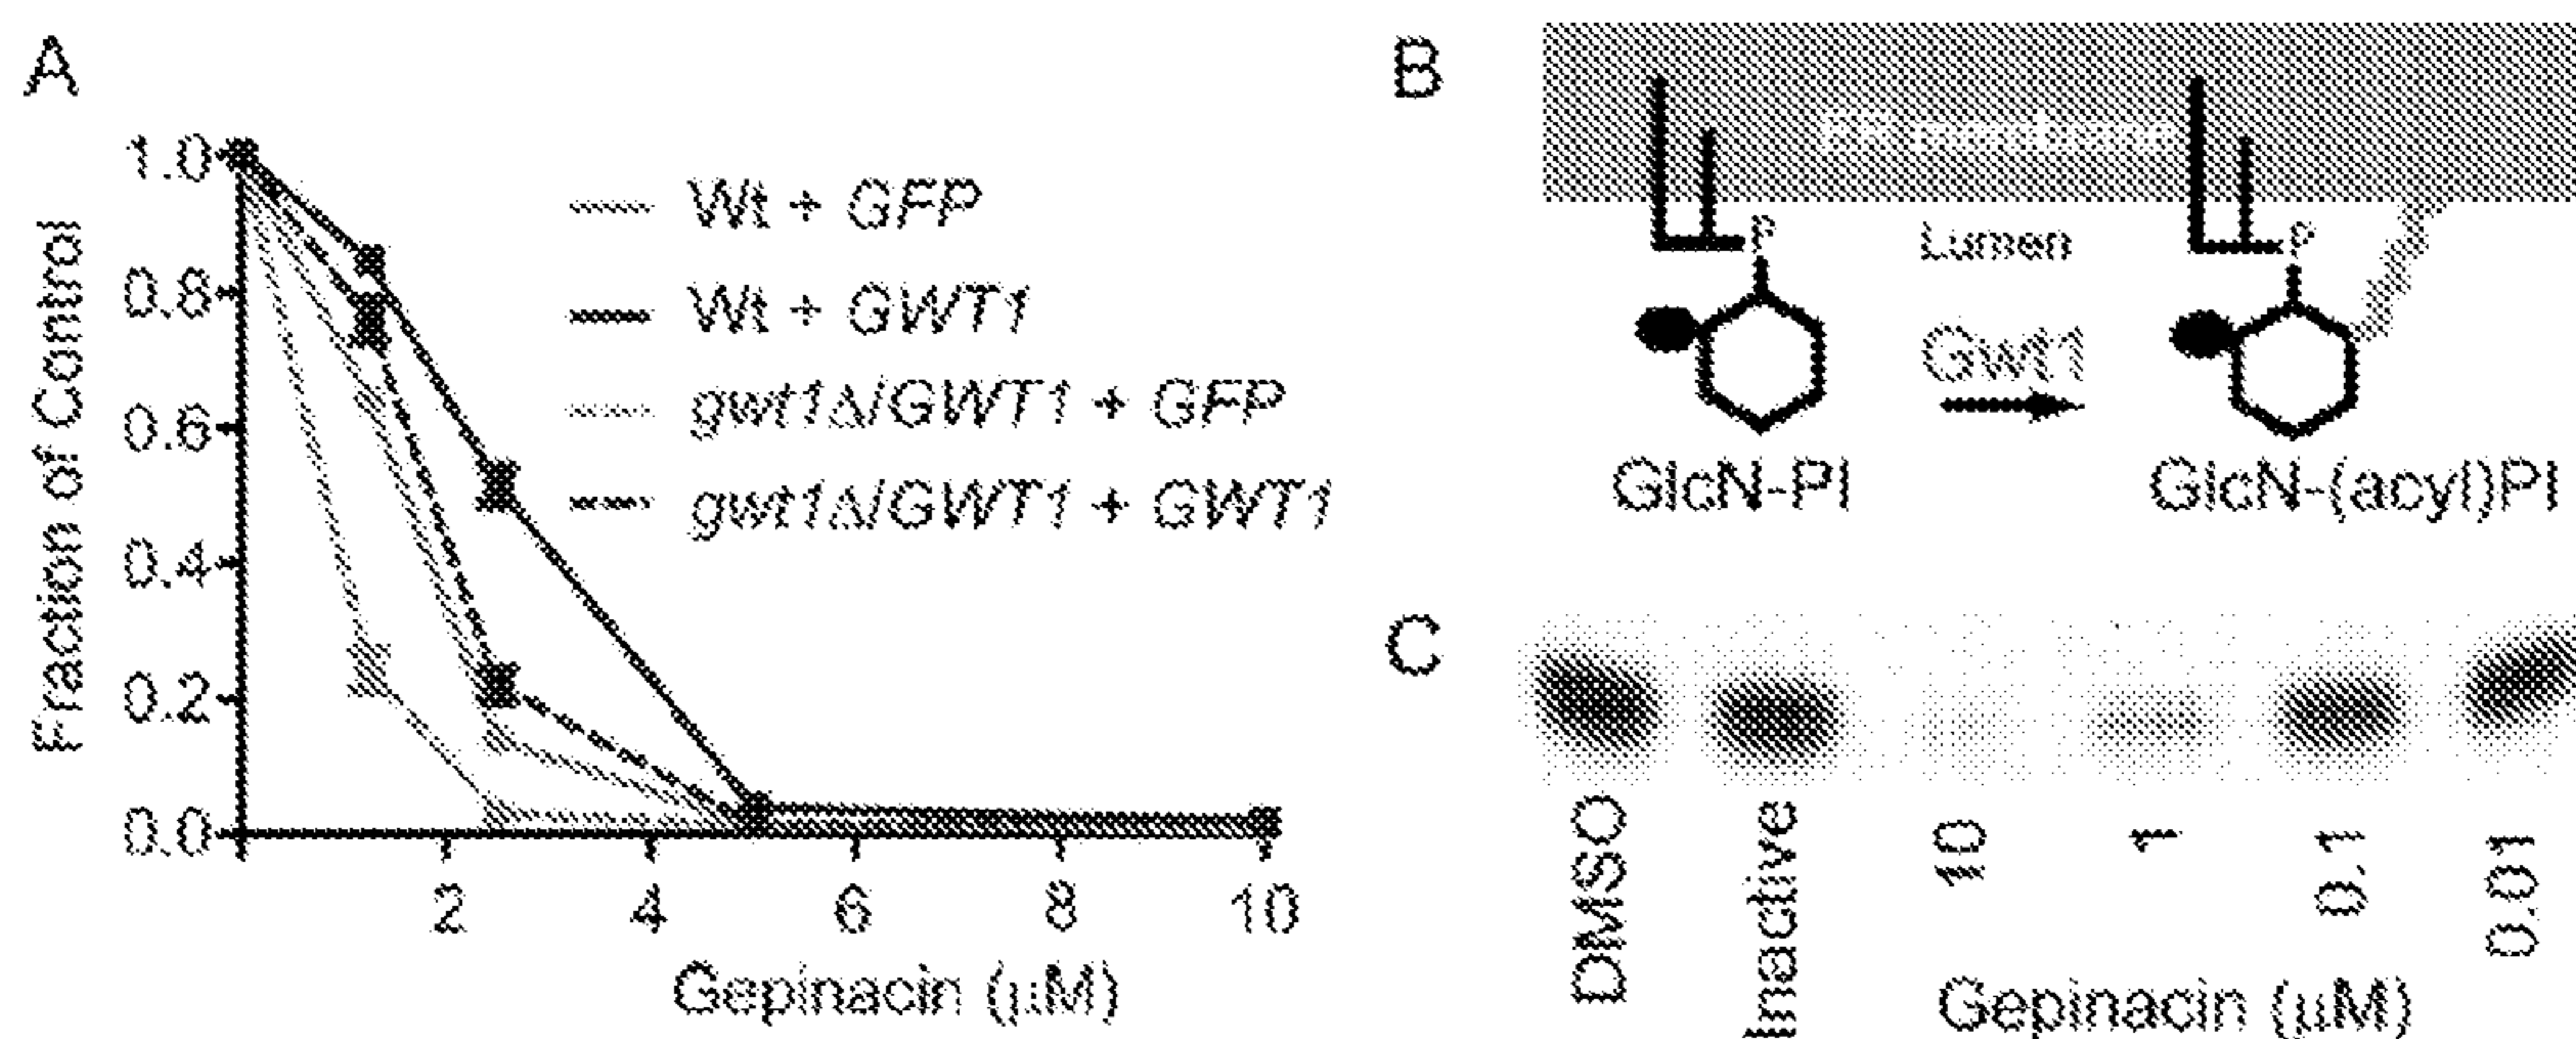 A
Fraction of Control
1.0
0.8
0.6
0.4
0.2
0.0
2 4 6 8 10
Gepinacin (μM)
Wt + GFP
Wt + GWT1
gwt1Δ/GWT1 + GFP
gwt1Δ/GWT1 + GWT1
B
ER membrane
P P
Lumen
Gwt1
GlcN-PI
GlcN-(acyl)PI
C
DMSO
Inactive
10
1
0.1
0.01
Gepinacin (μM)